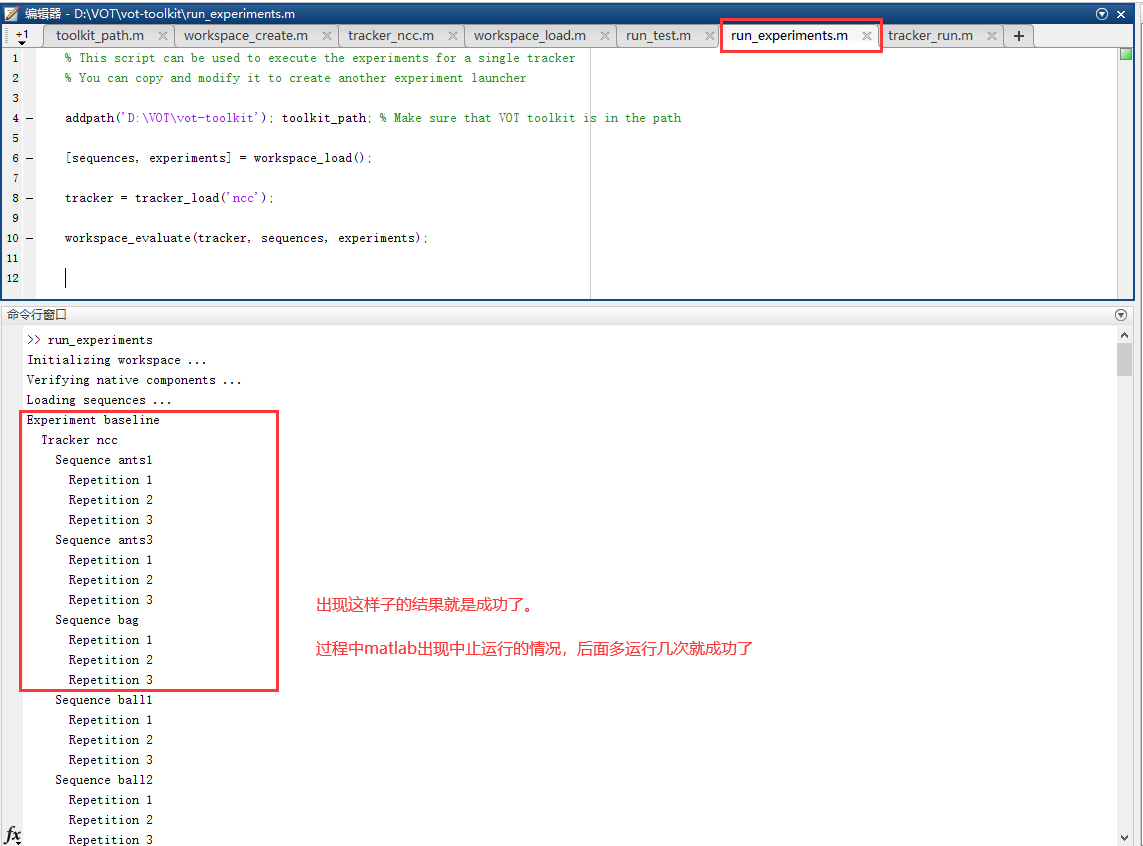 编辑器 - D:\VOT\vot-toolkit\run_experiments.m
+1 toolkit_path.m workspace_create.m tracker_ncc.m workspace_load.m run_test.m run_experiments.m tracker_run.m +
1 % This script can be used to execute the experiments for a single tracker
2 % You can copy and modify it to create another experiment launcher
3
4 — addpath('D:\VOT\vot-toolkit'); toolkit_path; % Make sure that VOT toolkit is in the path
5
6 — [sequences, experiments] = workspace_load();
7
8 — tracker = tracker_load('ncc');
9
10 — workspace_evaluate(tracker, sequences, experiments);
11
12
命令行窗口
>> run_experiments
Initializing workspace ...
Verifying native components ...
Loading sequences ...
Experiment baseline
Tracker ncc
Sequence ants1
Repetition 1
Repetition 2
Repetition 3
Sequence ants3
Repetition 1
Repetition 2
Repetition 3
出现这样子的结果就是成功了。
Sequence bag
Repetition 1
过程中matlab出现中止运行的情况，后面多运行几次就成功了
Repetition 2
Repetition 3
Sequence ball1
Repetition 1
Repetition 2
Repetition 3
Sequence ball2
Repetition 1
Repetition 2
Repetition 3
fx